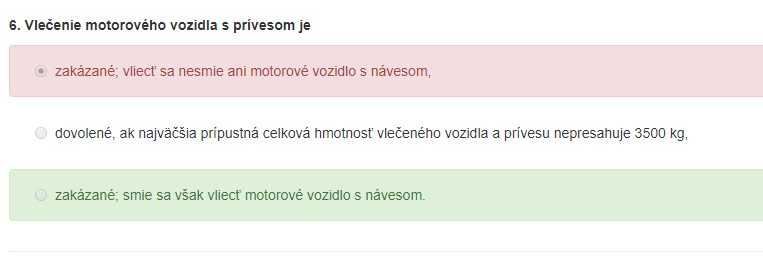 6. Vlečenie motorového vozidla s prívesom je
zakázané; vliecť sa nesmie ani motorové vozidlo s návesom,
dovolené, ak najväčšia prípustná celková hmotnosť vlečeného vozidla a prívesu nepresahuje 3500 kg,
zakázané; smie sa však vliecť motorové vozidlo s návesom.